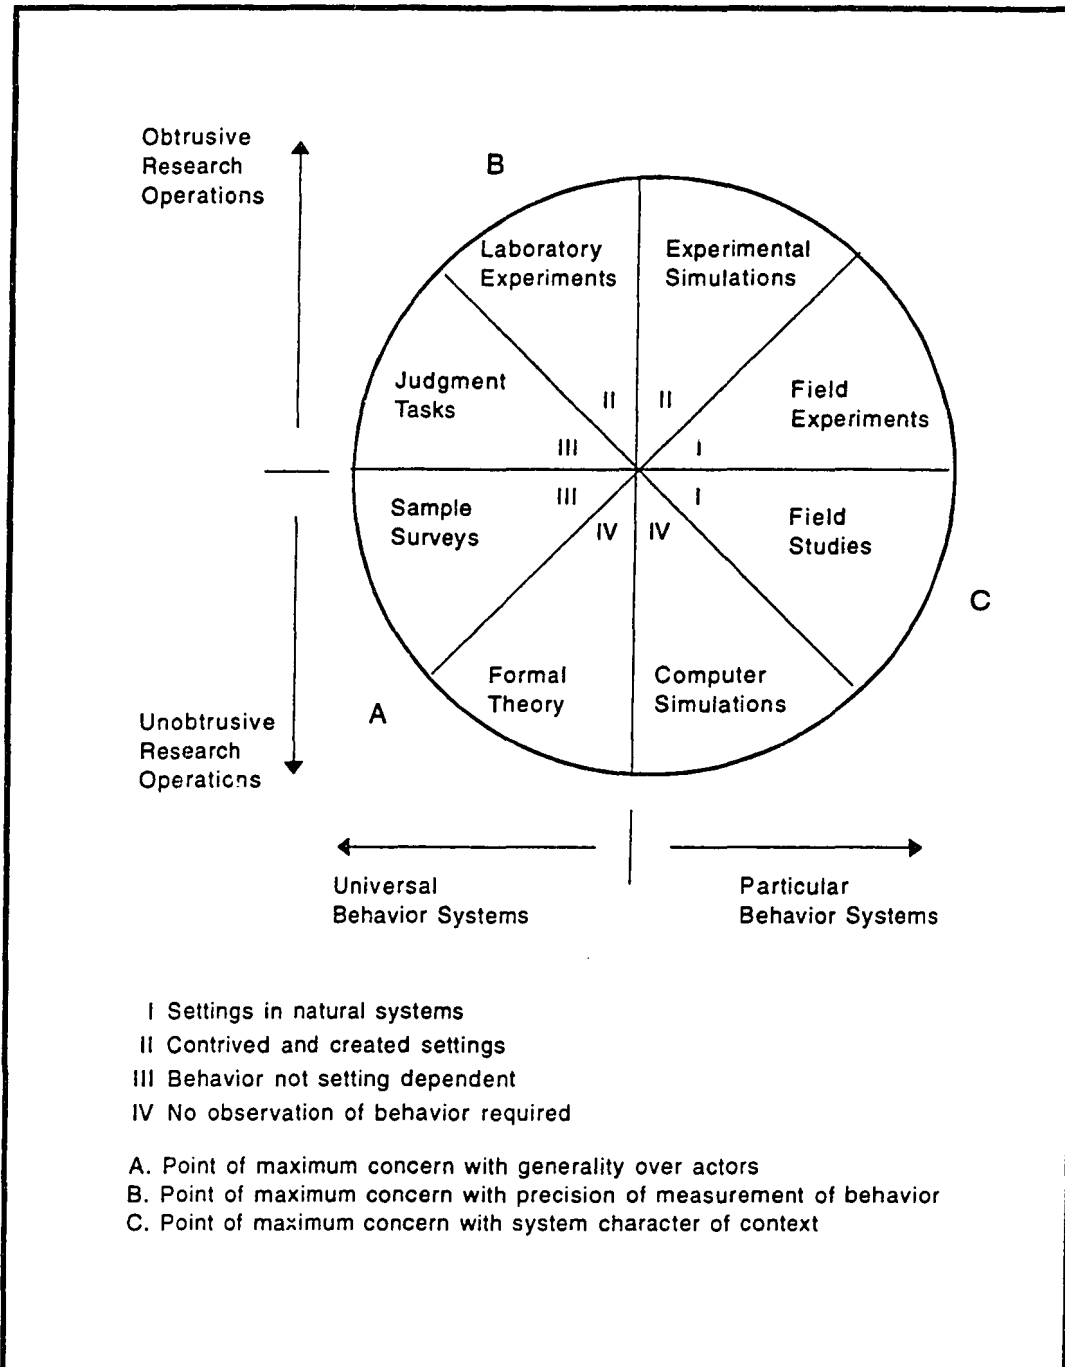 Obtrusive
Research
Operations
B
Laboratory
Experiments
Experimental
Simulations
Judgment
Tasks
II
II
Field
Experiments
III
I
III
I
Sample
Surveys
IV
IV
Field
Studies
C
Formal
Theory
Computer
Simulations
A
Unobtrusive
Research
Operations
Universal
Behavior Systems
Particular
Behavior Systems
I Settings in natural systems
II Contrived and created settings
III Behavior not setting dependent
IV No observation of behavior required
A. Point of maximum concern with generality over actors
B. Point of maximum concern with precision of measurement of behavior
C. Point of maximum concern with system character of context